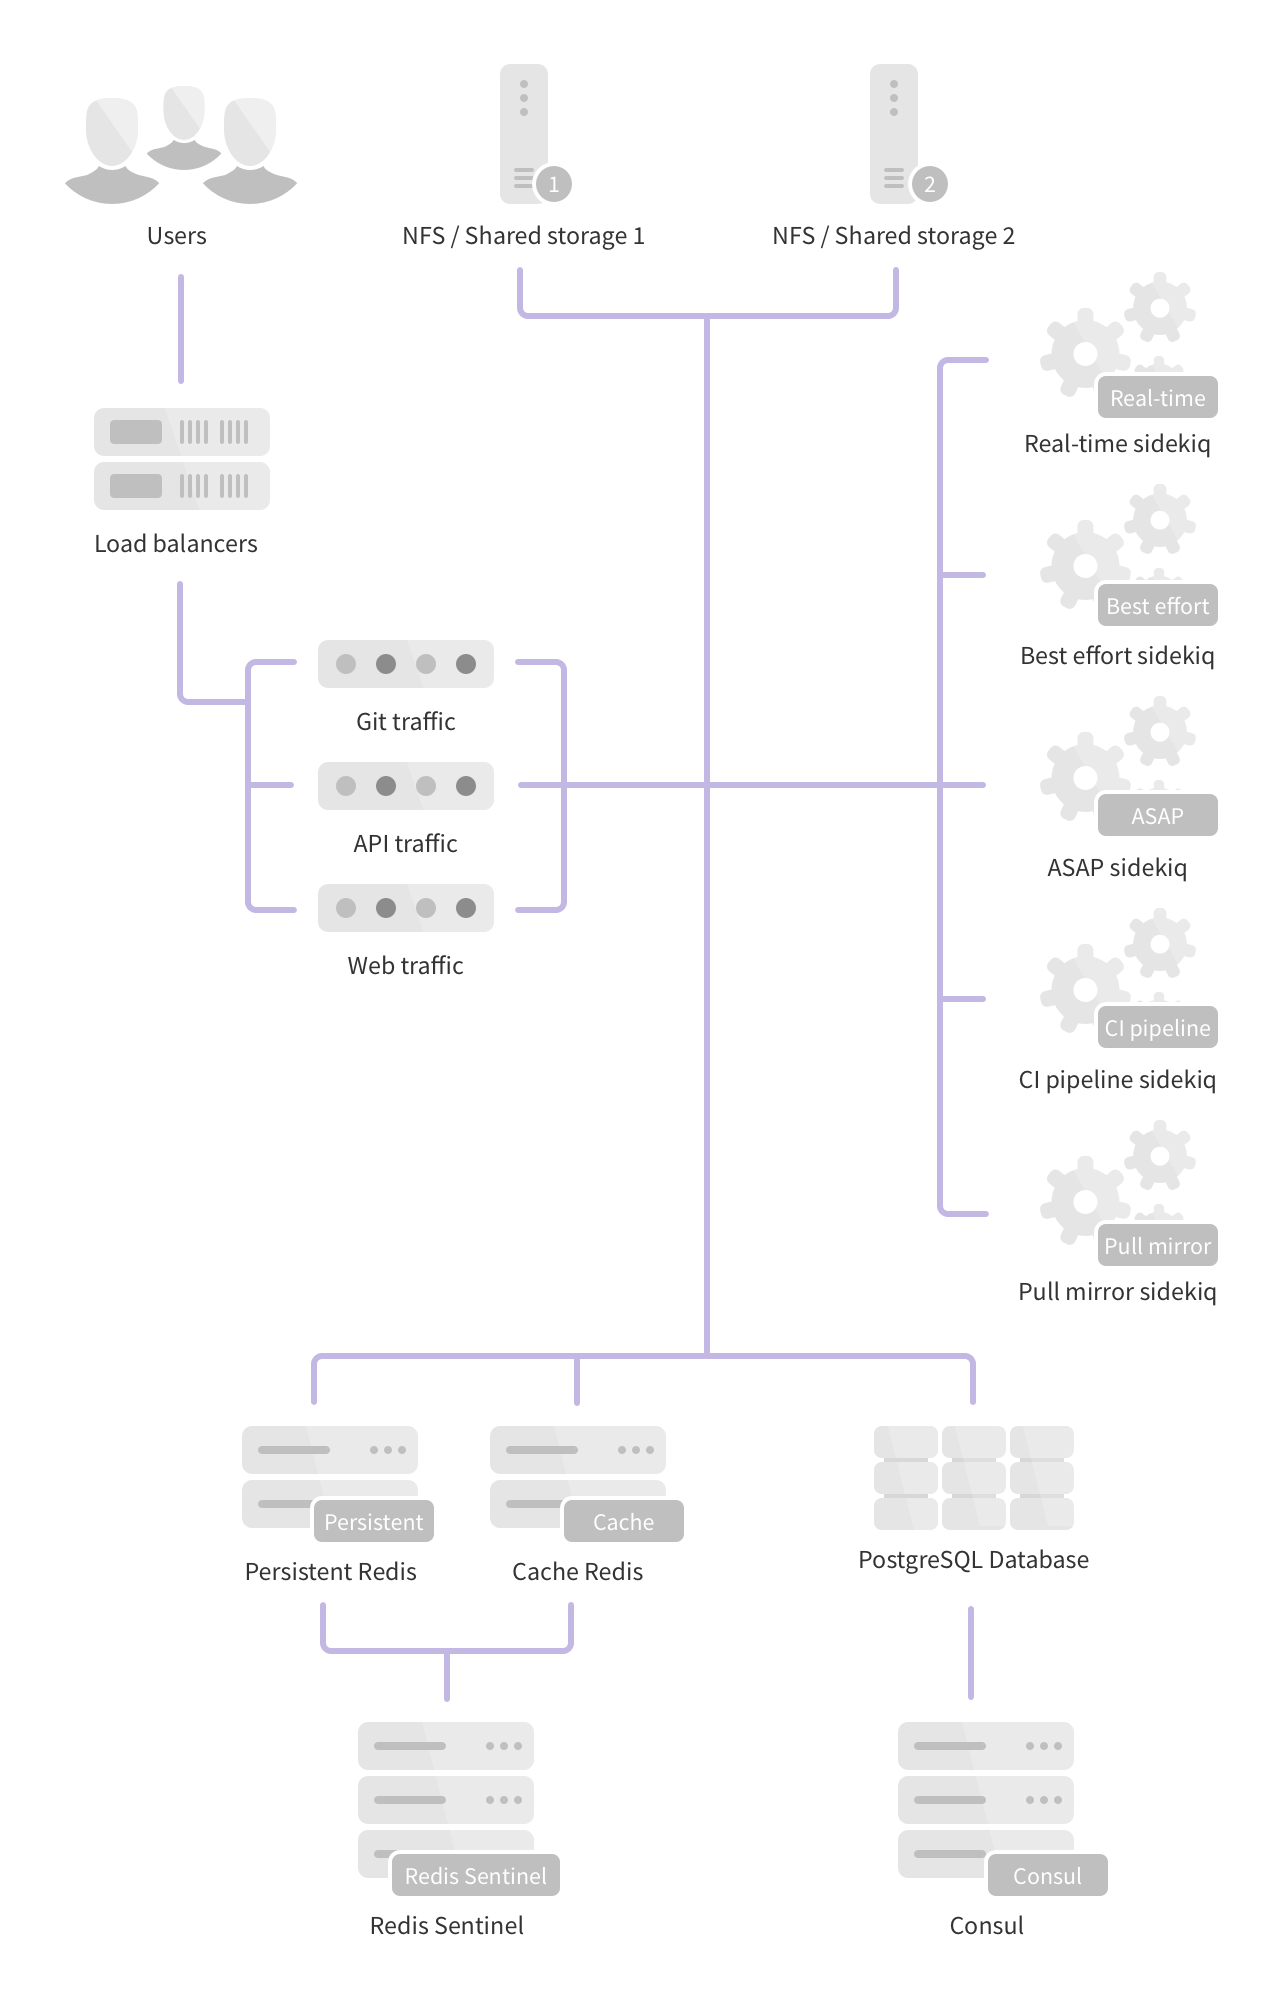 Users
1
NFS / Shared storage 1
2
NFS / Shared storage 2
Real-time
Real-time sidekiq
Load balancers
Best effort
Best effort sidekiq
Git traffic
API traffic
Web traffic
ASAP
ASAP sidekiq
CI pipeline
CI pipeline sidekiq
Pull mirror
Pull mirror sidekiq
Persistent
Persistent Redis
Cache
Cache Redis
PostgreSQL Database
Redis Sentinel
Redis Sentinel
Consul
Consul